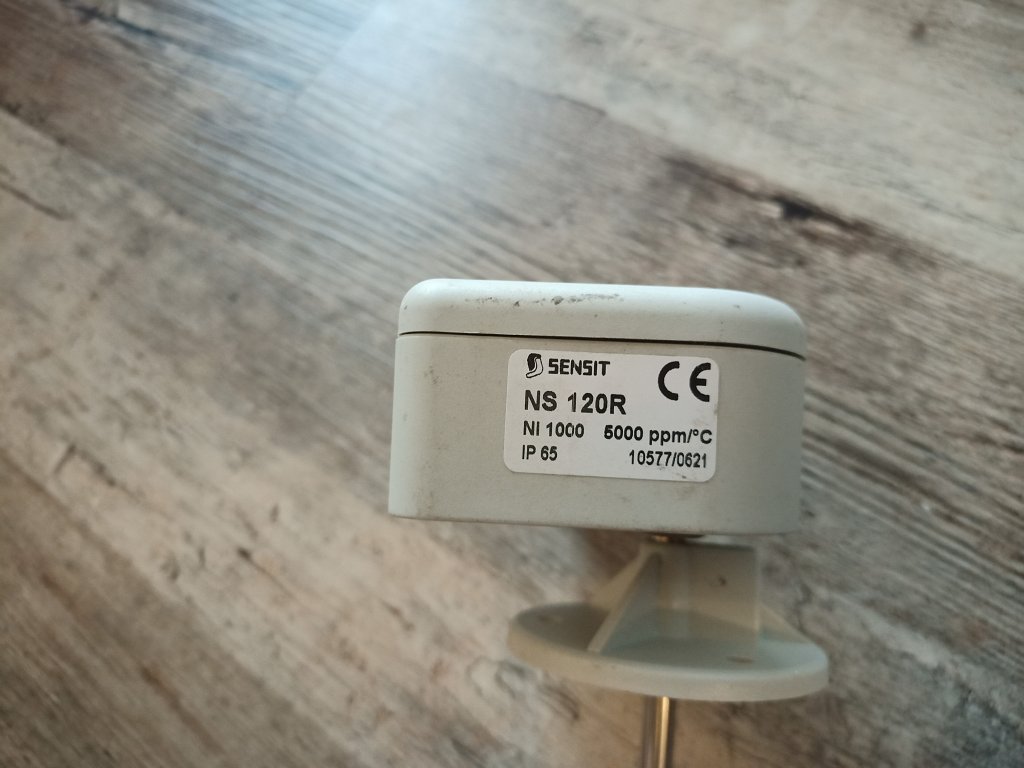 SENSIT CE
NS 120R
NI 1000 5000 ppm/°C
IP 65 10577/0621